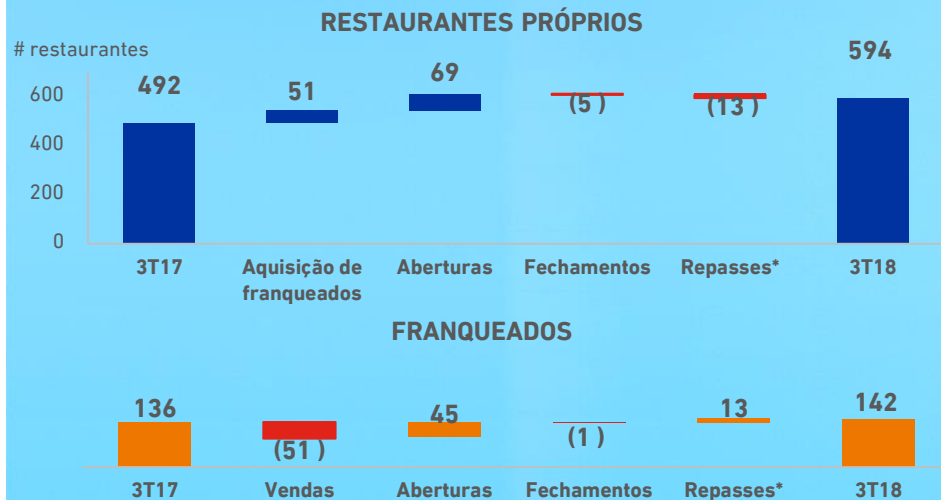 RESTAURANTES PRÓPRIOS
# restaurantes
600
400
200
0
492
51
69
(5 )
(13 )
594
3T17
Aquisição de
franqueados
Aberturas
Fechamentos
Repasses*
3T18
FRANQUEADOS
136
(51 )
45
(1 )
13
142
3T17
Vendas
Aberturas
Fechamentos
Repasses*
3T18